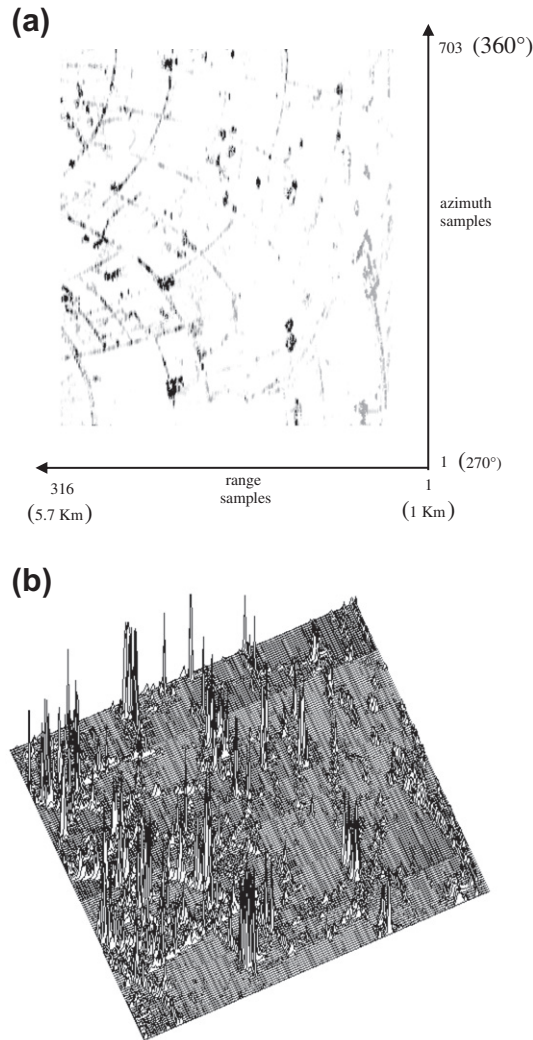 (a)
703 (360°)
azimuth
samples
1 (270°)
range
samples
316
(5.7 Km)
1
(1 Km)
(b)